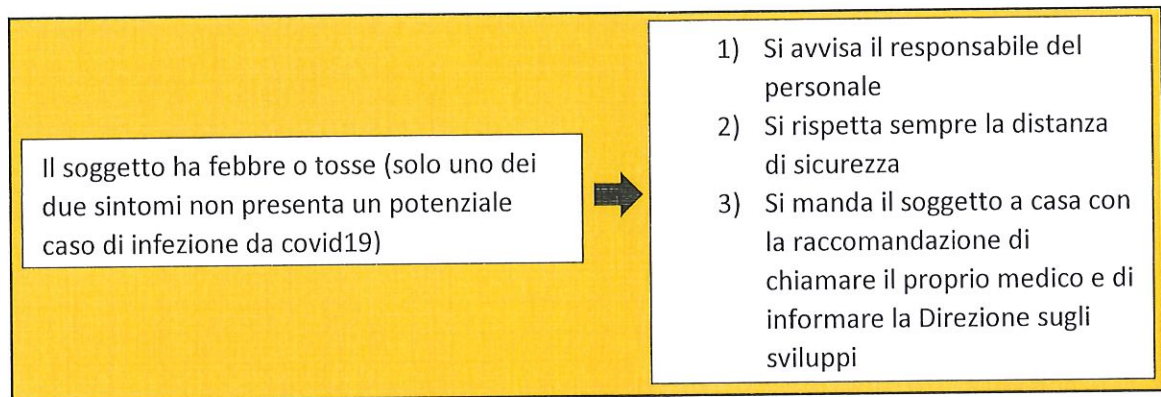 Il soggetto ha febbre o tosse (solo uno dei
due sintomi non presenta un potenziale
caso di infezione da covid19)
1) Si avvisa il responsabile del
personale
2) Si rispetta sempre la distanza
di sicurezza
3) Si manda il soggetto a casa con
la raccomandazione di
chiamare il proprio medico e di
informare la Direzione sugli
sviluppi